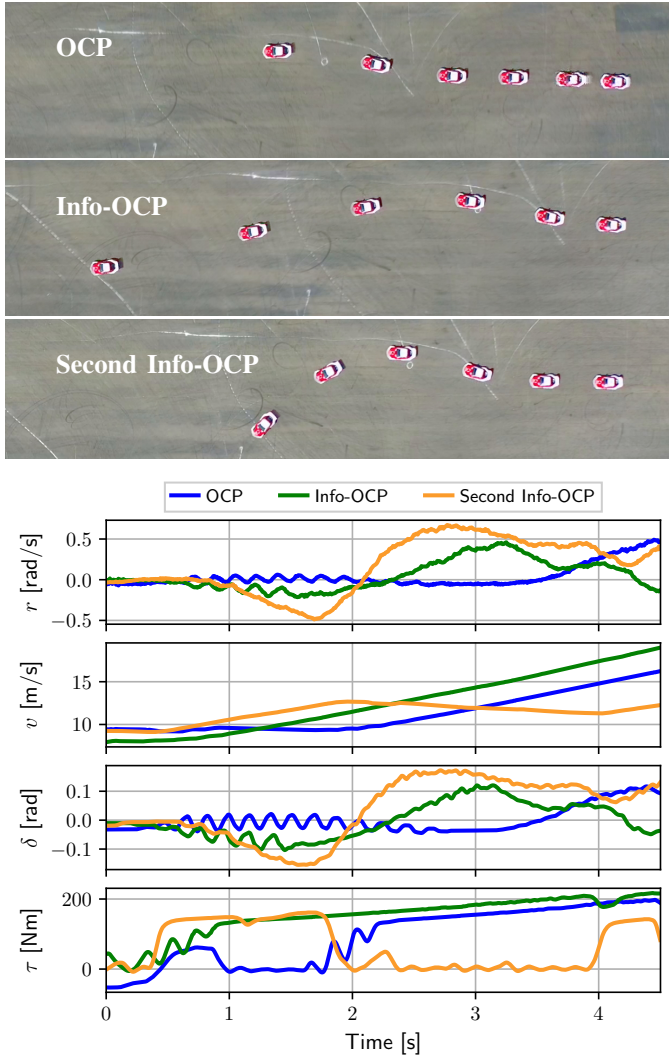 OCP
Info-OCP
Second Info-OCP
OCP Info-OCP Second Info-OCP
r [rad/s]
0.5
0.0
−0.5
v [m/s]
15
10
δ [rad]
0.1
0.0
−0.1
τ [Nm]
200
0
0 1 2 3 4
Time [s]